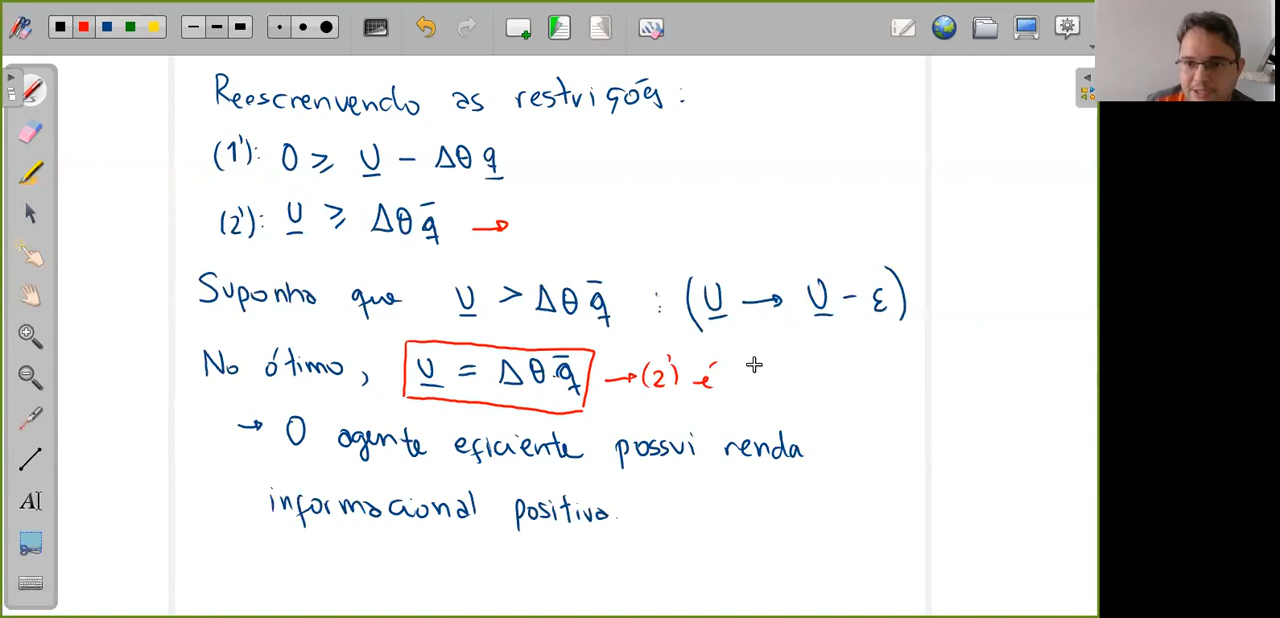 Reescrenvendo as restrições:
(1'): 0 ≥ U̲ - Δθ q̲
(2'): U̲ ≥ Δθ q̄ →
Suponha que U̲ > Δθ q̄ : (U̲ → U̲ - ε)
No ótimo, U̲ = Δθ q̄ → (2') é
→ O agente eficiente possui renda
informacional positiva.